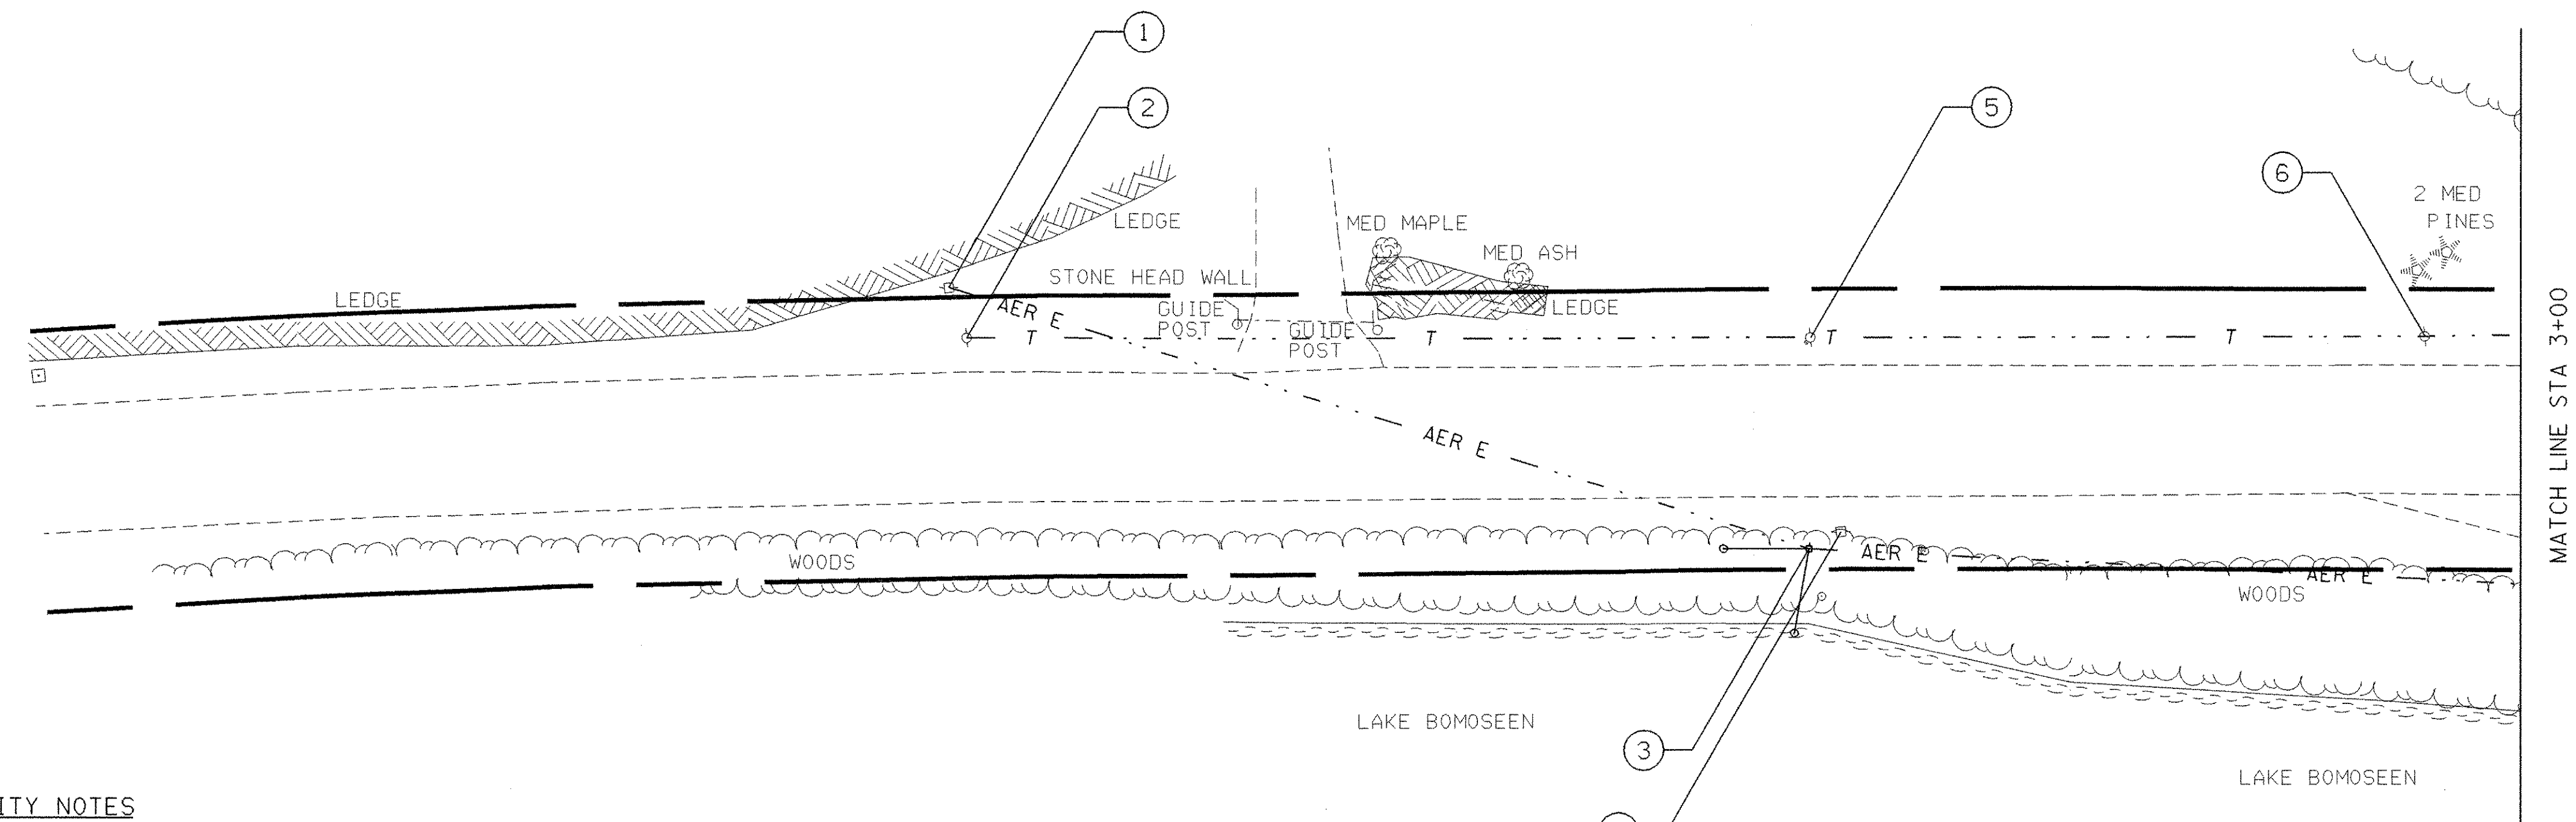 1
2
5
6
2 MED
PINES
LEDGE
MED MAPLE
MED ASH
STONE HEAD WALL
LEDGE
AER E
GUIDE
POST
GUIDE
POST
LEDGE
T
T
T
T
MATCH LINE STA 3+00
AER E
AER E
AER E
WOODS
WOODS
LAKE BOMOSEEN
3
LAKE BOMOSEEN
ITY NOTES